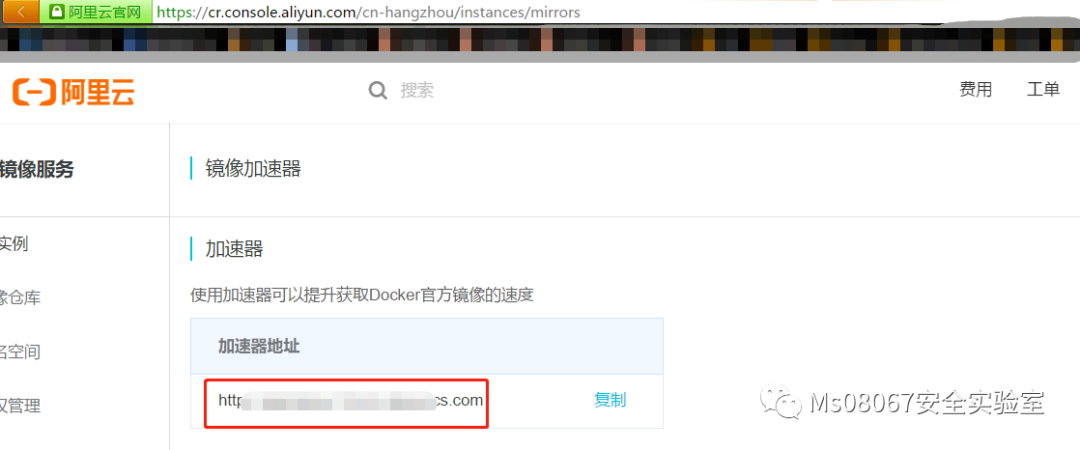 阿里云官网 https://cr.console.aliyun.com/cn-hangzhou/instances/mirrors
阿里云 搜索 费用 工单
镜像服务 镜像加速器
实例 加速器
像仓库 使用加速器可以提升获取Docker官方镜像的速度
名空间 加速器地址
权管理 http cs.com 复制
Ms08067安全实验室